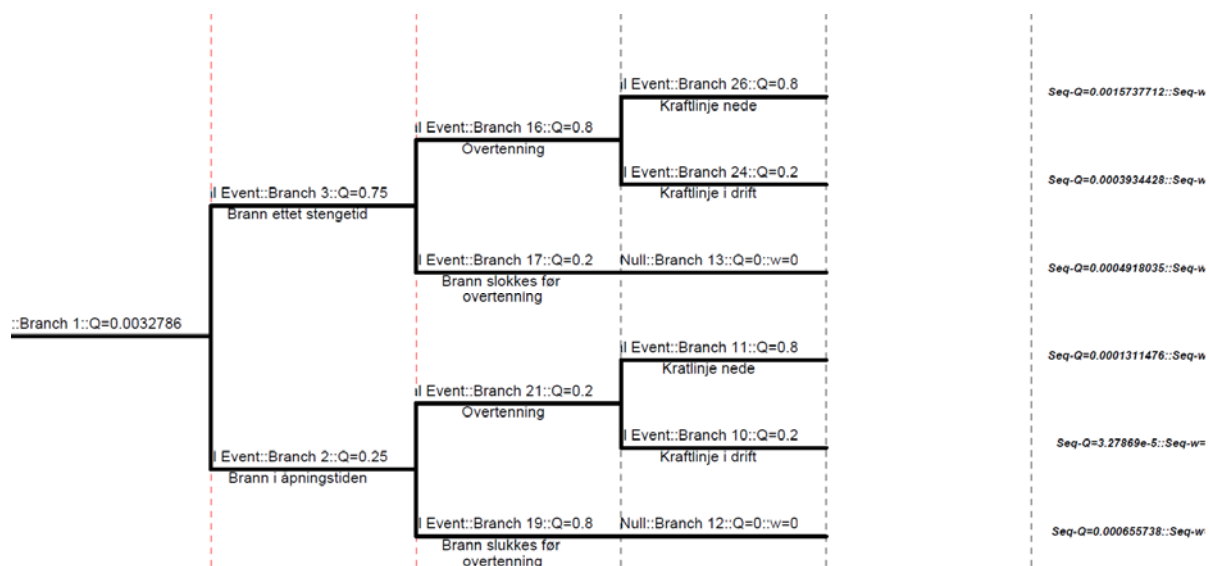 l Event::Branch 26::Q=0.8
Kraftlinje nede
Seq-Q=0.0015737712::Seq-w
l Event::Branch 16::Q=0.8
Overtenning
l Event::Branch 24::Q=0.2
Kraftlinje i drift
Seq-Q=0.0003934428::Seq-w
l Event::Branch 3::Q=0.75
Brann ettet stengetid
l Event::Branch 17::Q=0.2
Null::Branch 13::Q=0::w=0
Brann slokkes før
overtenning
Seq-Q=0.0004918035::Seq-w
::Branch 1::Q=0.0032786
l Event::Branch 11::Q=0.8
Kratlinje nede
Seq-Q=0.0001311476::Seq-w
l Event::Branch 21::Q=0.2
Overtenning
l Event::Branch 10::Q=0.2
Kraftlinje i drift
Seq-Q=3.27869e-5::Seq-w=
l Event::Branch 2::Q=0.25
Brann i åpningstiden
l Event::Branch 19::Q=0.8
Null::Branch 12::Q=0::w=0
Brann slukkes før
overtenning
Seq-Q=0.000655738::Seq-w